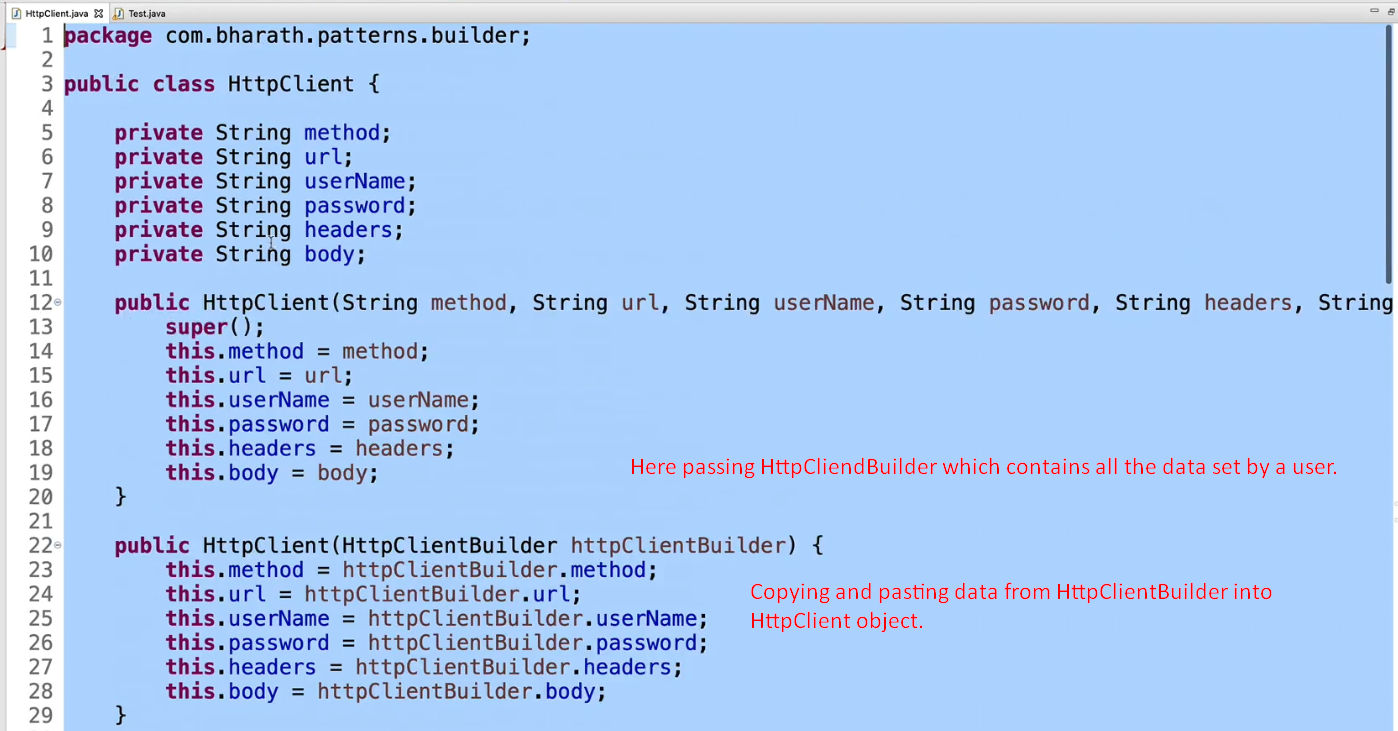 HttpClient.java Test.java
1 package com.bharath.patterns.builder;
2
3 public class HttpClient {
4
5 private String method;
6 private String url;
7 private String userName;
8 private String password;
9 private String headers;
10 private String body;
11
12 public HttpClient(String method, String url, String userName, String password, String headers, String
13 super();
14 this.method = method;
15 this.url = url;
16 this.userName = userName;
17 this.password = password;
18 this.headers = headers;
Here passing HttpCliendBuilder which contains all the data set by a user.
19 this.body = body;
20 }
21
22 public HttpClient(HttpClientBuilder httpClientBuilder) {
23 this.method = httpClientBuilder.method;
24 this.url = httpClientBuilder.url;
Copying and pasting data from HttpClientBuilder into
HttpClient object.
25 this.userName = httpClientBuilder.userName;
26 this.password = httpClientBuilder.password;
27 this.headers = httpClientBuilder.headers;
28 this.body = httpClientBuilder.body;
29 }